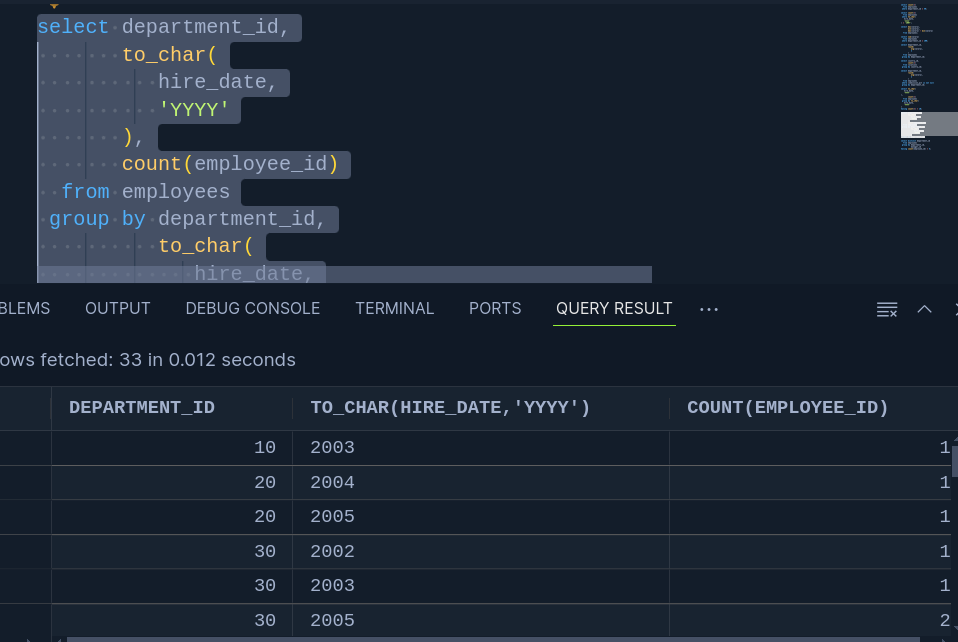 select department_id,
to_char(
hire_date,
'YYYY'
),
count(employee_id)
from employees
group by department_id,
to_char(
hire_date,
BLEMS OUTPUT DEBUG CONSOLE TERMINAL PORTS QUERY RESULT ...
ows fetched: 33 in 0.012 seconds
DEPARTMENT_ID TO_CHAR(HIRE_DATE,'YYYY') COUNT(EMPLOYEE_ID)
10 2003 1
20 2004 1
20 2005 1
30 2002 1
30 2003 1
30 2005 2